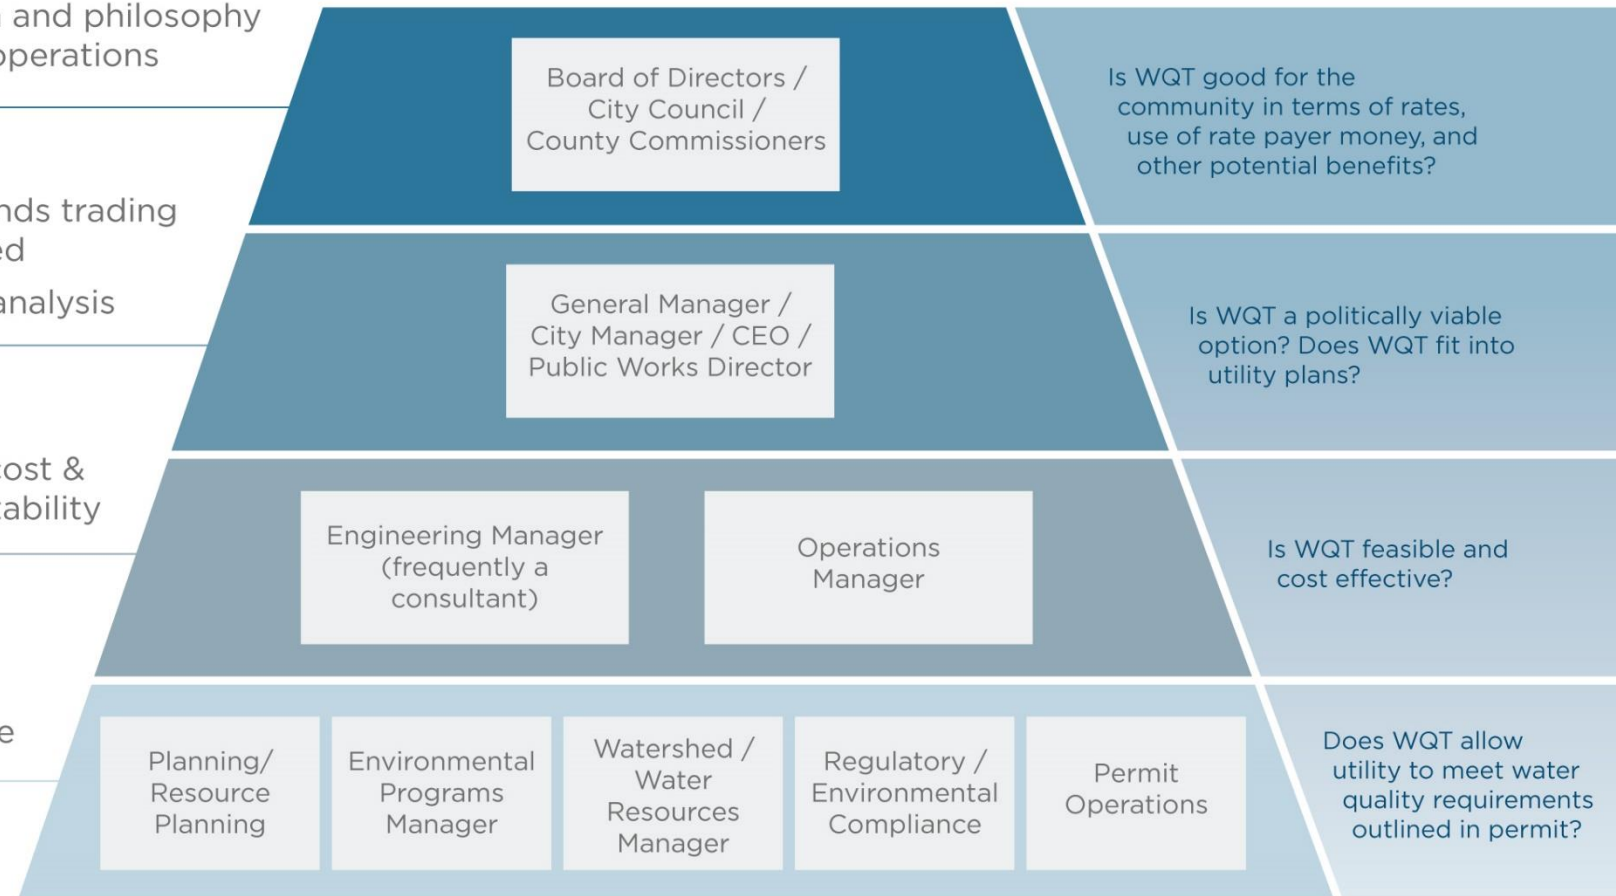 and philosophy
operations
Board of Directors /
City Council /
County Commissioners
Is WQT good for the
community in terms of rates,
use of rate payer money, and
other potential benefits?
trading
analysis
General Manager /
City Manager / CEO /
Public Works Director
Is WQT a politically viable
option? Does WQT fit into
utility plans?
cost &
Engineering Manager
(frequently a
consultant)
Operations
Manager
Is WQT feasible and
cost effective?
Planning/
Resource
Planning
Environmental
Programs
Manager
Watershed /
Water
Resources
Manager
Regulatory /
Environmental
Compliance
Permit
Operations
Does WQT allow
utility to meet water
quality requirements
outlined in permit?